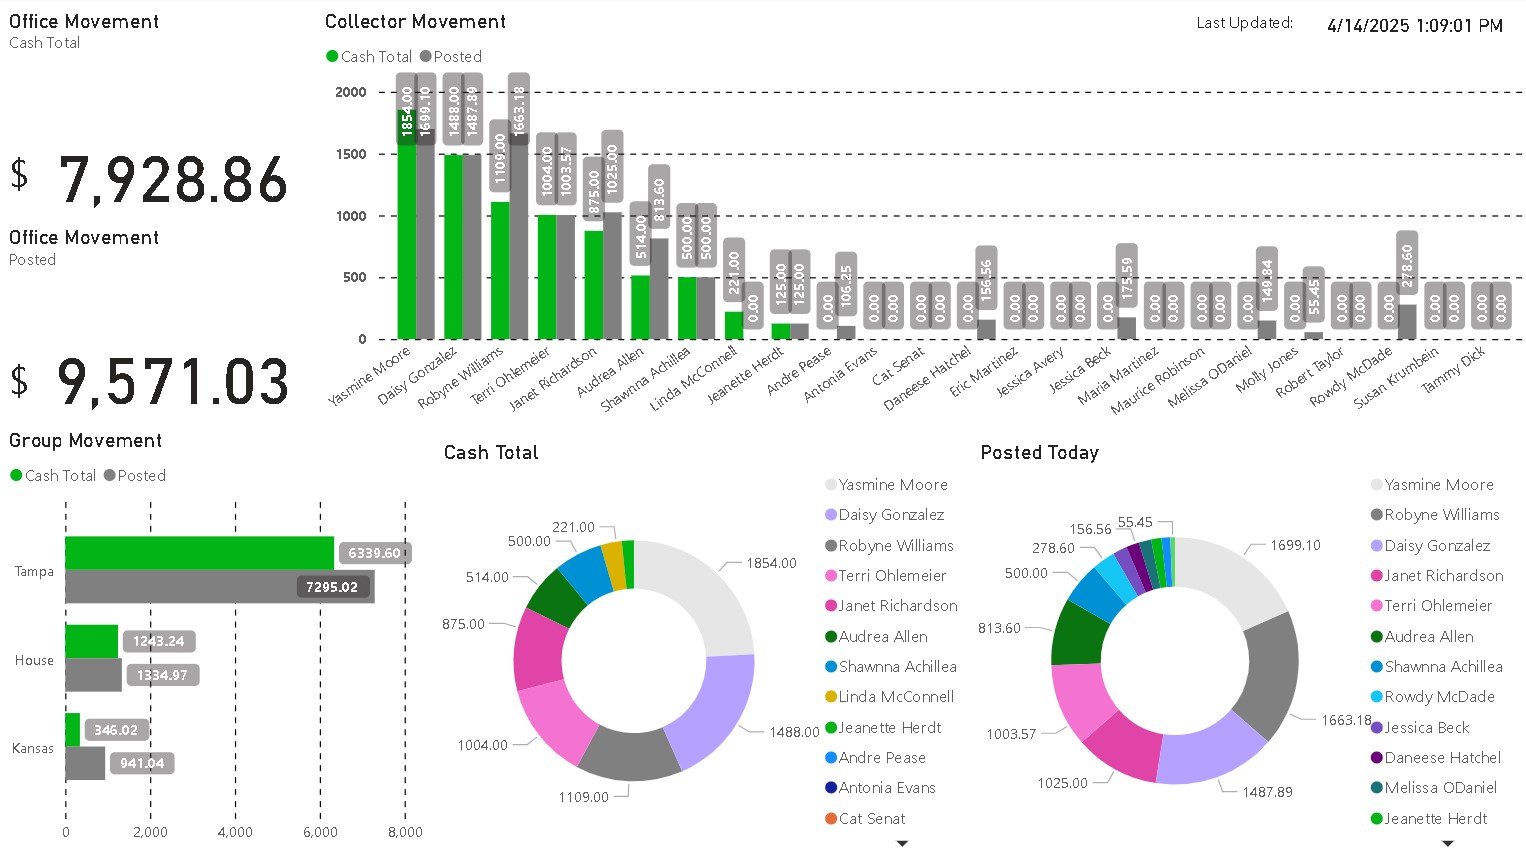 Office Movement
Cash Total
$ 7,928.86
Office Movement
Posted
$ 9,571.03
Collector Movement
Cash Total Posted
Last Updated: 4/14/2025 1:09:01 PM
2000
1500
1000
500
0
1854.00 1699.10 1488.00 1487.89 1109.00 1663.18 1004.00 1003.57 875.00 1025.00 514.00 813.60 500.00 500.00 221.00 0.00 125.00 125.00 0.00 106.25 0.00 0.00 0.00 0.00 0.00 156.56 0.00 0.00 0.00 0.00 0.00 175.59 0.00 0.00 0.00 0.00 0.00 149.84 0.00 55.45 0.00 0.00 0.00 278.60 0.00 0.00 0.00 0.00
Yasmine Moore
Daisy Gonzalez
Robyne Williams
Terri Ohlemeier
Janet Richardson
Audrea Allen
Shawnna Achillea
Linda McConnell
Jeanette Herdt
Andre Pease
Antonia Evans
Cat Senat
Daneese Hatchel
Eric Martinez
Jessica Avery
Jessica Beck
Maria Martinez
Maurice Robinson
Melissa ODaniel
Molly Jones
Robert Taylor
Rowdy McDade
Susan Krumbein
Tammy Dick
Group Movement
Cash Total Posted
Tampa
6339.60
7295.02
House
1243.24
1334.97
Kansas
346.02
941.04
0 2,000 4,000 6,000 8,000
Cash Total
221.00
500.00
514.00
875.00
1004.00
1109.00
1488.00
1854.00
Yasmine Moore
Daisy Gonzalez
Robyne Williams
Terri Ohlemeier
Janet Richardson
Audrea Allen
Shawnna Achillea
Linda McConnell
Jeanette Herdt
Andre Pease
Antonia Evans
Cat Senat
Posted Today
55.45
156.56
278.60
500.00
813.60
1003.57
1025.00
1487.89
1663.18
1699.10
Yasmine Moore
Robyne Williams
Daisy Gonzalez
Janet Richardson
Terri Ohlemeier
Audrea Allen
Shawnna Achillea
Rowdy McDade
Jessica Beck
Daneese Hatchel
Melissa ODaniel
Jeanette Herdt